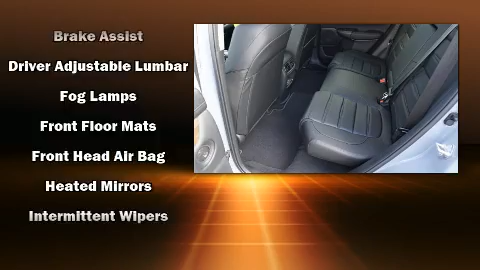 Brake Assist
Driver Adjustable Lumbar
Fog Lamps
Front Floor Mats
Front Head Air Bag
Heated Mirrors
Intermittent Wipers